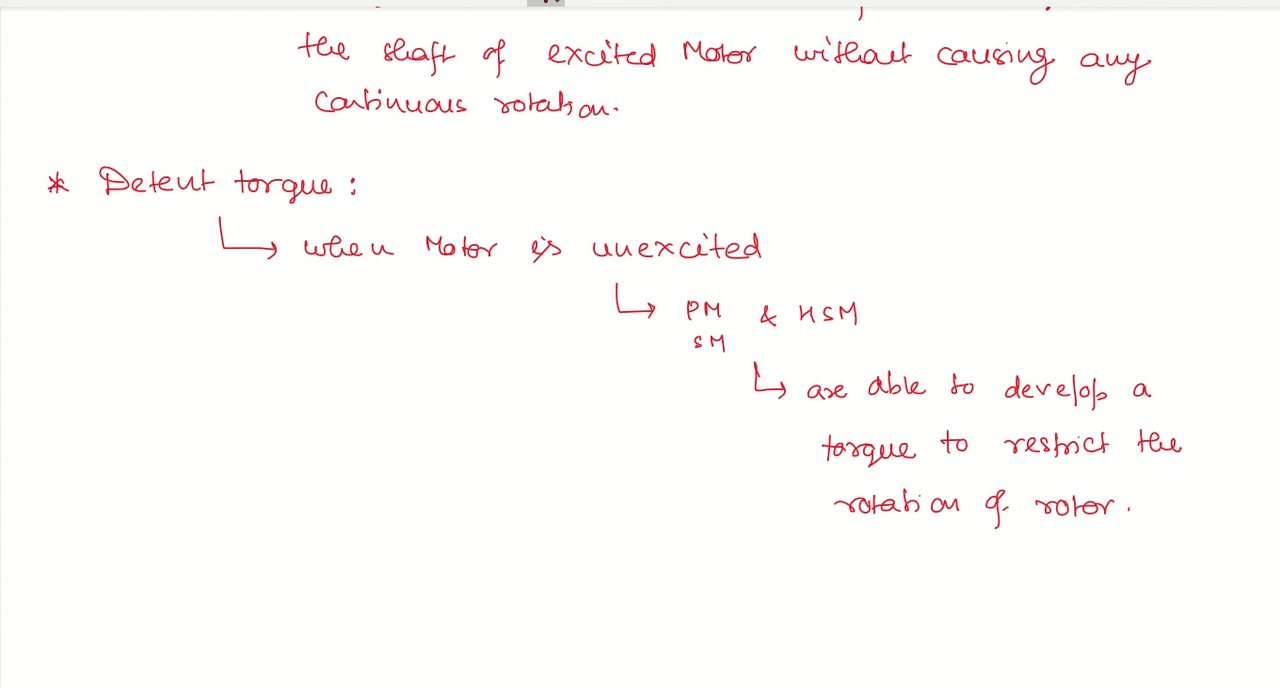 the shaft of excited Motor without causing any
continuous rotation.
* Detent torque:
↳ when Motor is unexcited
↳ PM & HSM
SM
↳ are able to develop a
torque to restrict the
rotation of rotor.